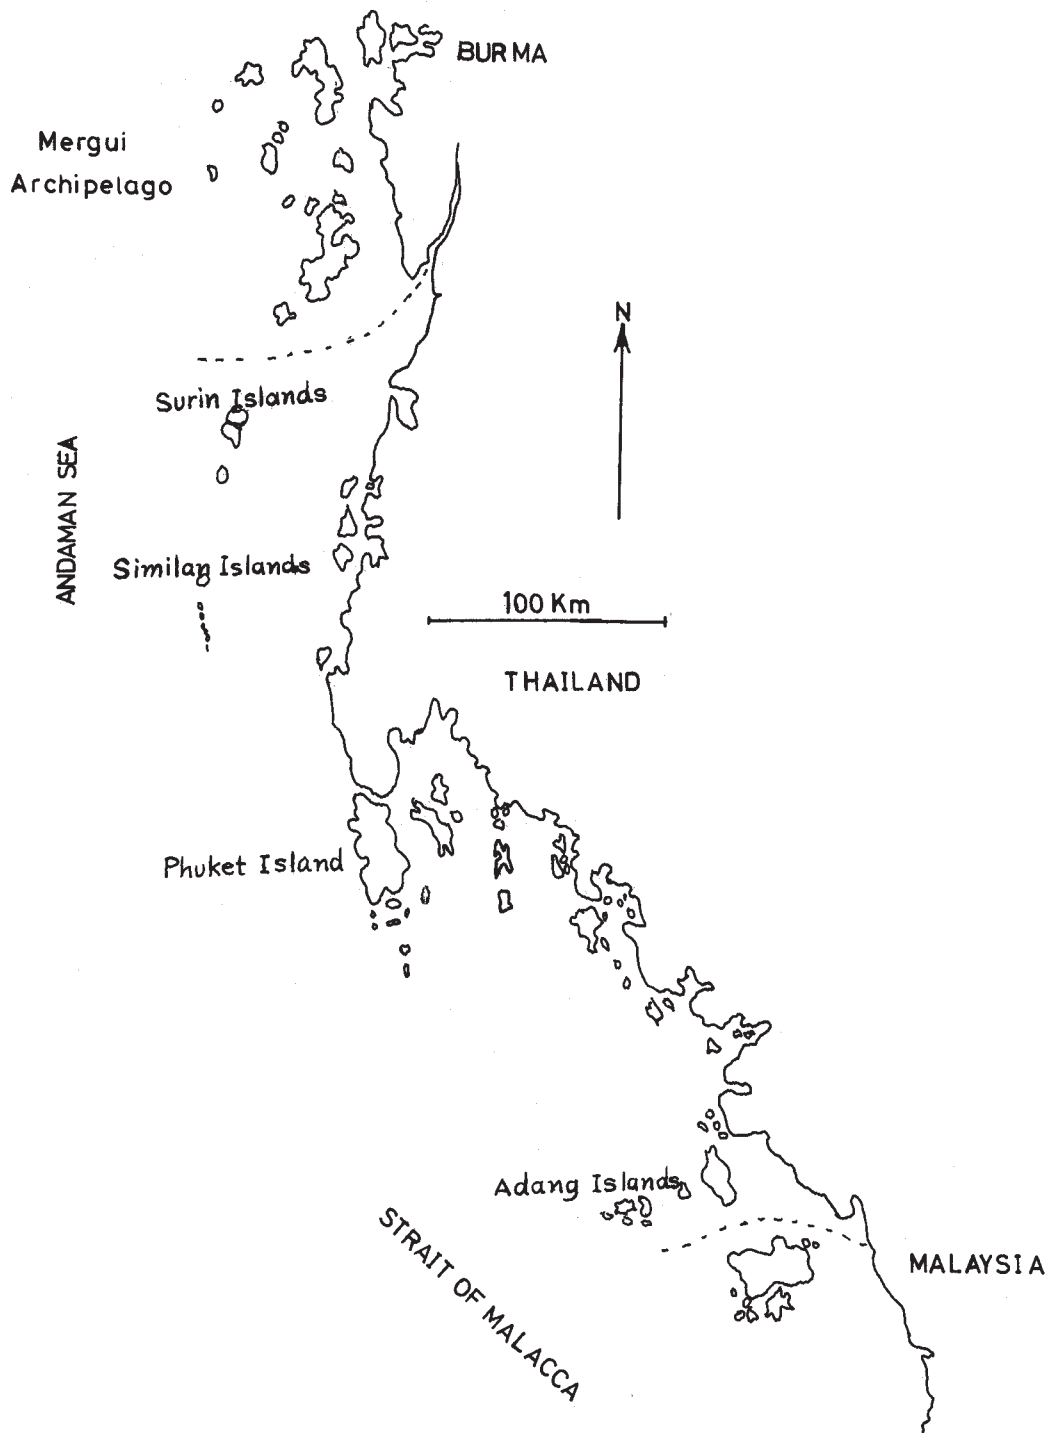 BURMA
Mergui
Archipelago
N
Surin Islands
ANDAMAN SEA
Similan Islands
100 Km
THAILAND
Phuket Island
Adang Islands
STRAIT OF MALACCA
MALAYSIA